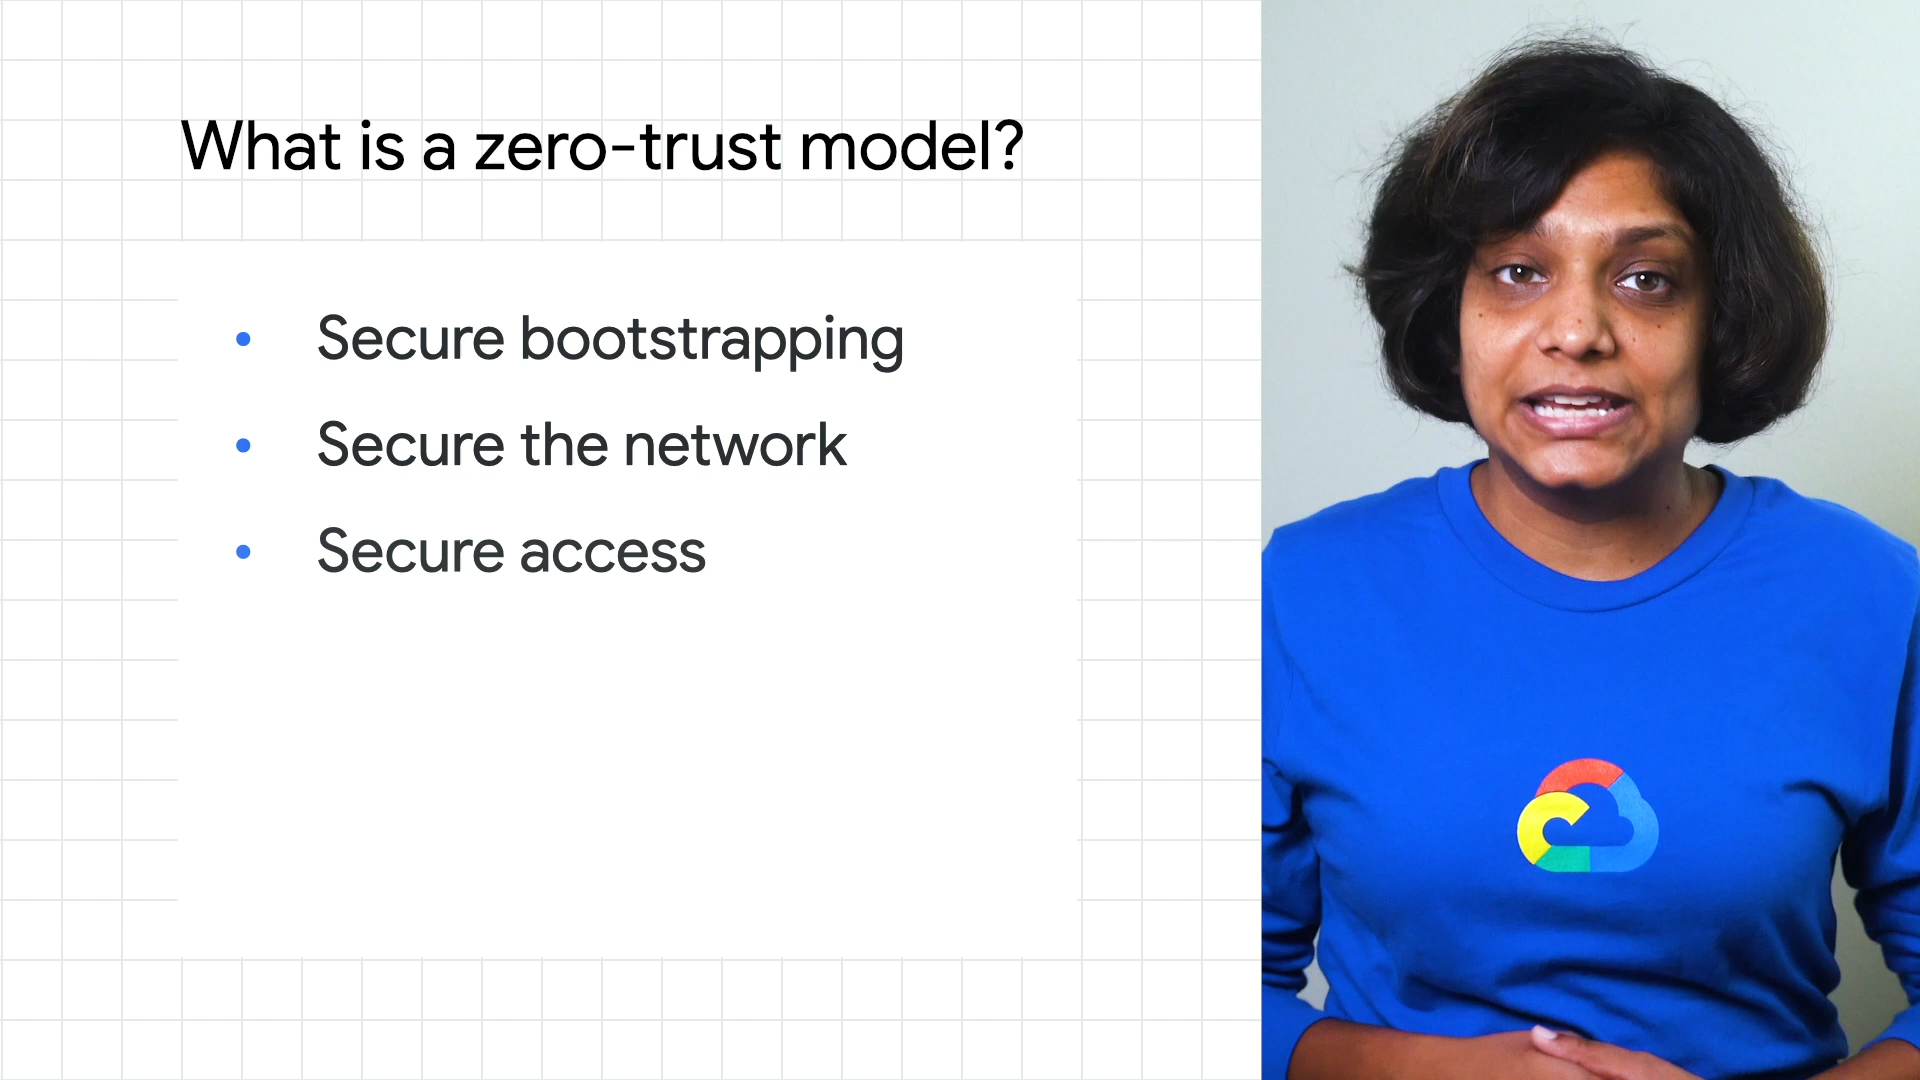 What is a zero-trust model?
Secure bootstrapping
Secure the network
Secure access